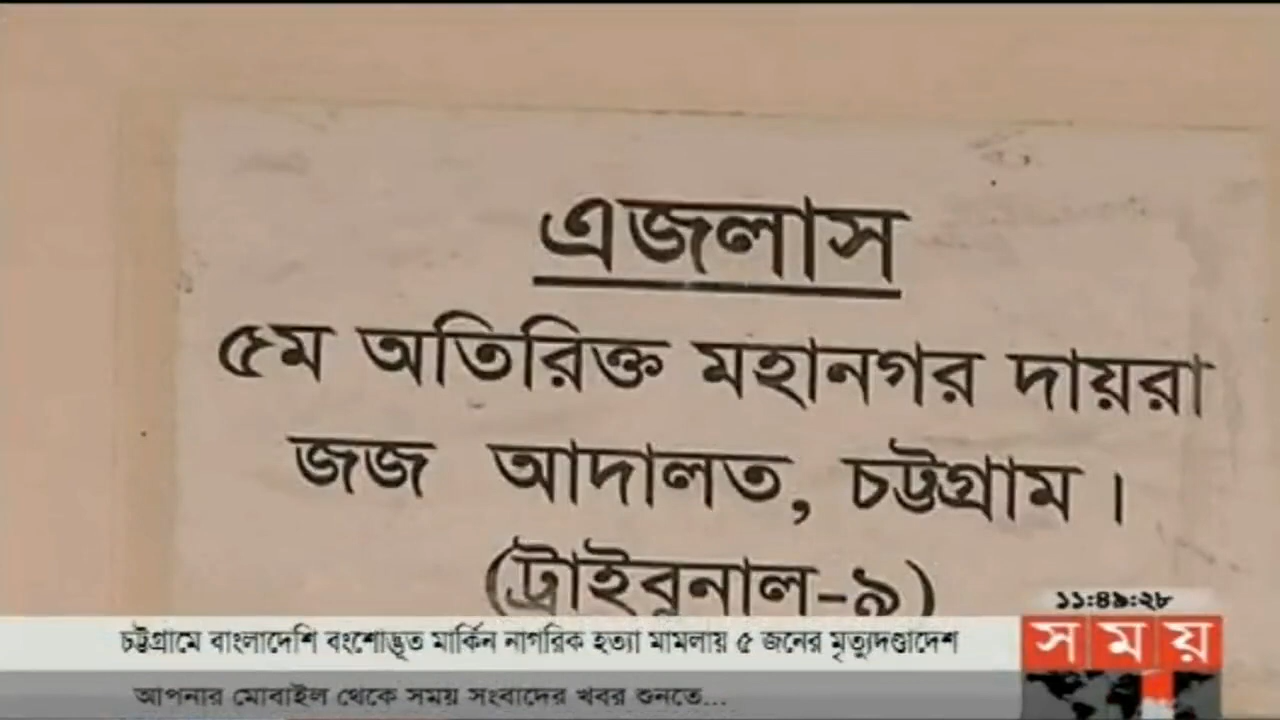 এজলাস
৫ম অতিরিক্ত মহানগর দায়রা
জজ আদালত, চট্টগ্রাম।
(ট্রাইবুনাল-৯)
১১:৪৯:২৮
চট্টগ্রামে বাংলাদেশি বংশোদ্ভূত মার্কিন নাগরিক হত্যা মামলায় ৫ জনের মৃত্যুদণ্ডাদেশ
সময়
আপনার মোবাইল থেকে সময় সংবাদের খবর শুনতে...